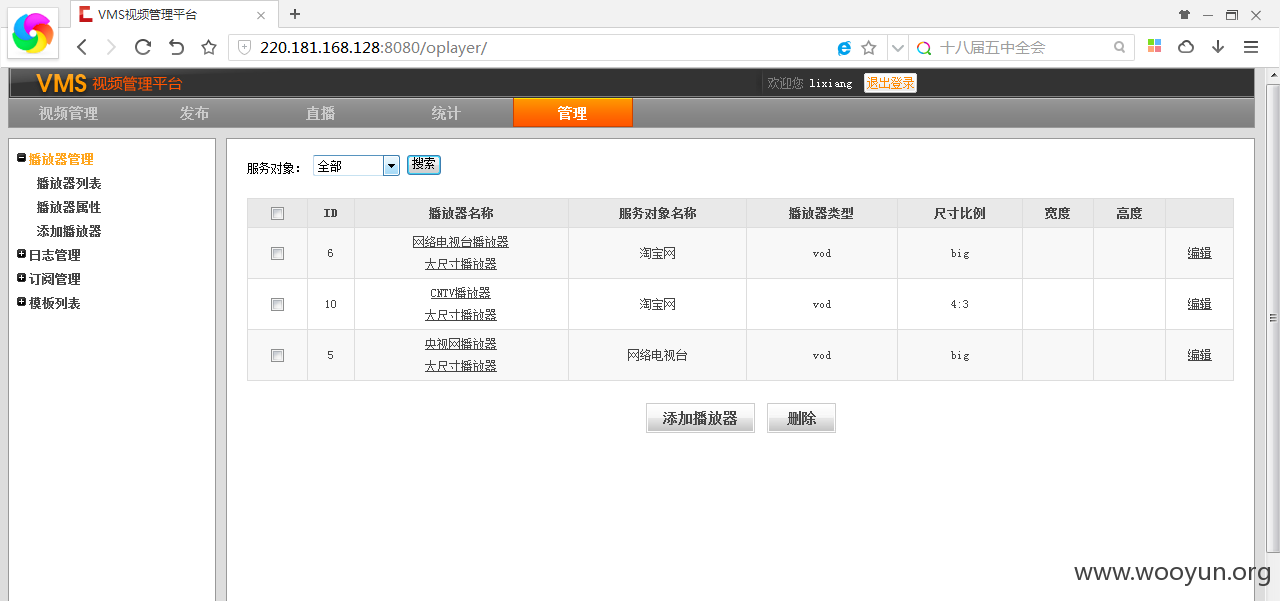 VMS视频管理平台
220.181.168.128:8080/oplayer/
十八届五中全会
VMS 视频管理平台
欢迎您 lixiang 退出登录
视频管理 发布 直播 统计 管理
播放器管理
播放器列表
播放器属性
添加播放器
日志管理
订阅管理
模板列表
服务对象： 全部 搜索
ID 播放器名称 服务对象名称 播放器类型 尺寸比例 宽度 高度
6 网络电视台播放器 淘宝网 vod big 编辑
大尺寸播放器
10 CNTV播放器 淘宝网 vod 4:3 编辑
大尺寸播放器
5 央视网播放器 网络电视台 vod big 编辑
大尺寸播放器
添加播放器 删除
www.wooyun.org